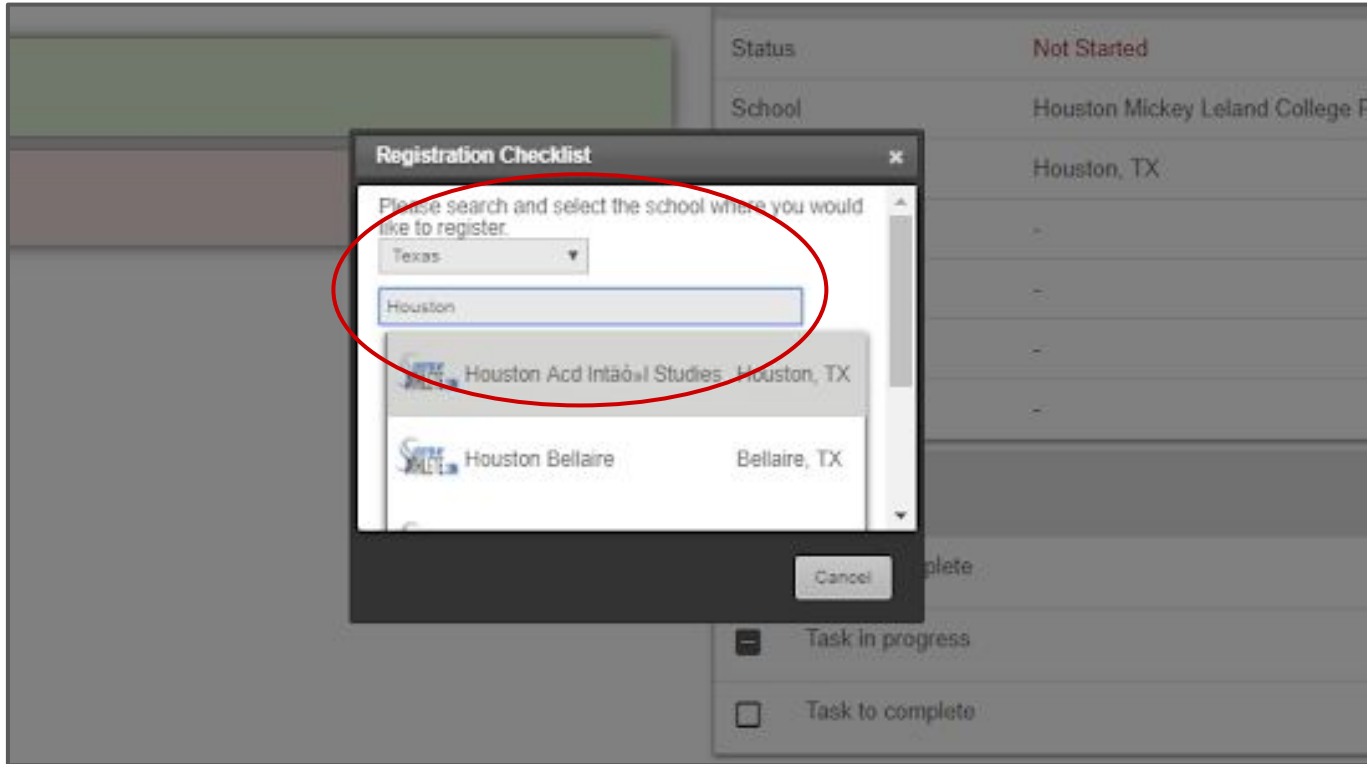 Status Not Started
School Houston Mickey Leland College
Houston, TX
-
-
-
-
Registration Checklist ×
Please search and select the school where you would
like to register.
Texas
Houston
Houston Acd Intäô»l Studies Houston, TX
Houston Bellaire Bellaire, TX
Cancel
Task in progress
Task to complete